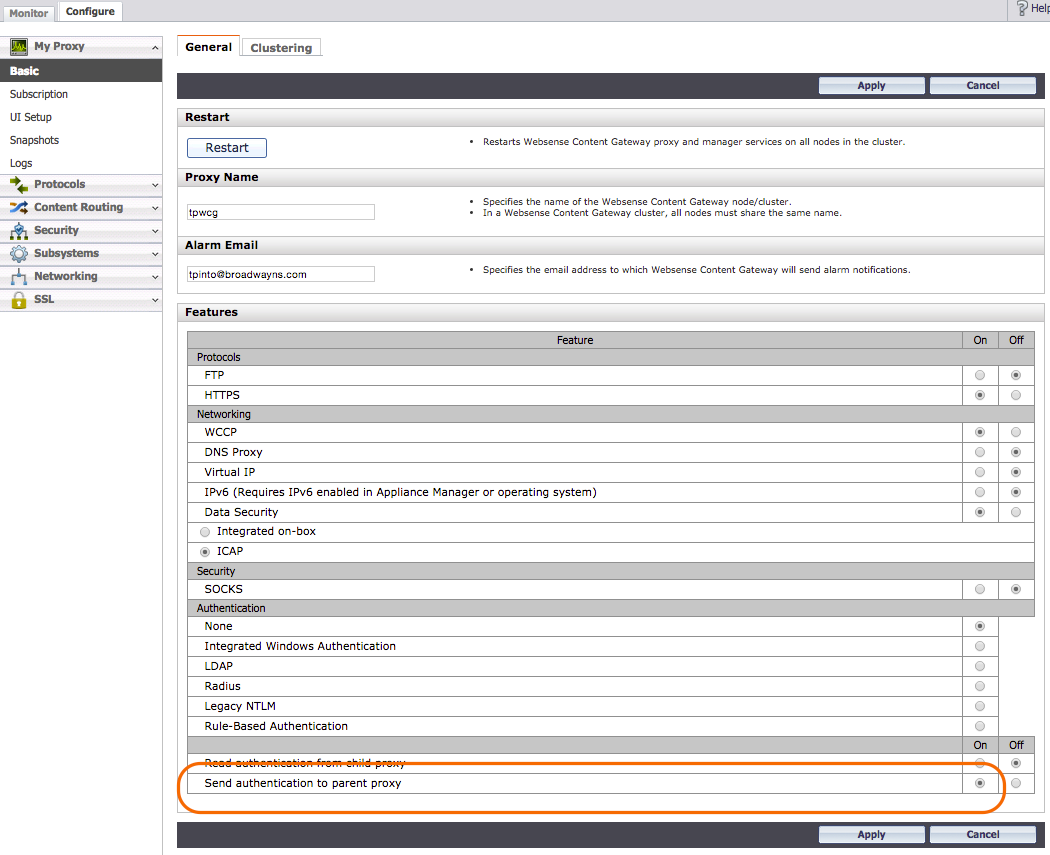 Monitor
Configure
Help
My Proxy
Basic
Subscription
UI Setup
Snapshots
Logs
Protocols
Content Routing
Security
Subsystems
Networking
SSL
General
Clustering
Apply
Cancel
Restart
Restart
• Restarts Websense Content Gateway proxy and manager services on all nodes in the cluster.
Proxy Name
tpwcg
• Specifies the name of the Websense Content Gateway node/cluster.
• In a Websense Content Gateway cluster, all nodes must share the same name.
Alarm Email
tpinto@broadwayns.com
• Specifies the email address to which Websense Content Gateway will send alarm notifications.
Features
Feature On Off
Protocols
FTP
HTTPS
Networking
WCCP
DNS Proxy
Virtual IP
IPv6 (Requires IPv6 enabled in Appliance Manager or operating system)
Data Security
Integrated on-box
ICAP
Security
SOCKS
Authentication
None
Integrated Windows Authentication
LDAP
Radius
Legacy NTLM
Rule-Based Authentication
On Off
Read authentication from child proxy
Send authentication to parent proxy
Apply
Cancel